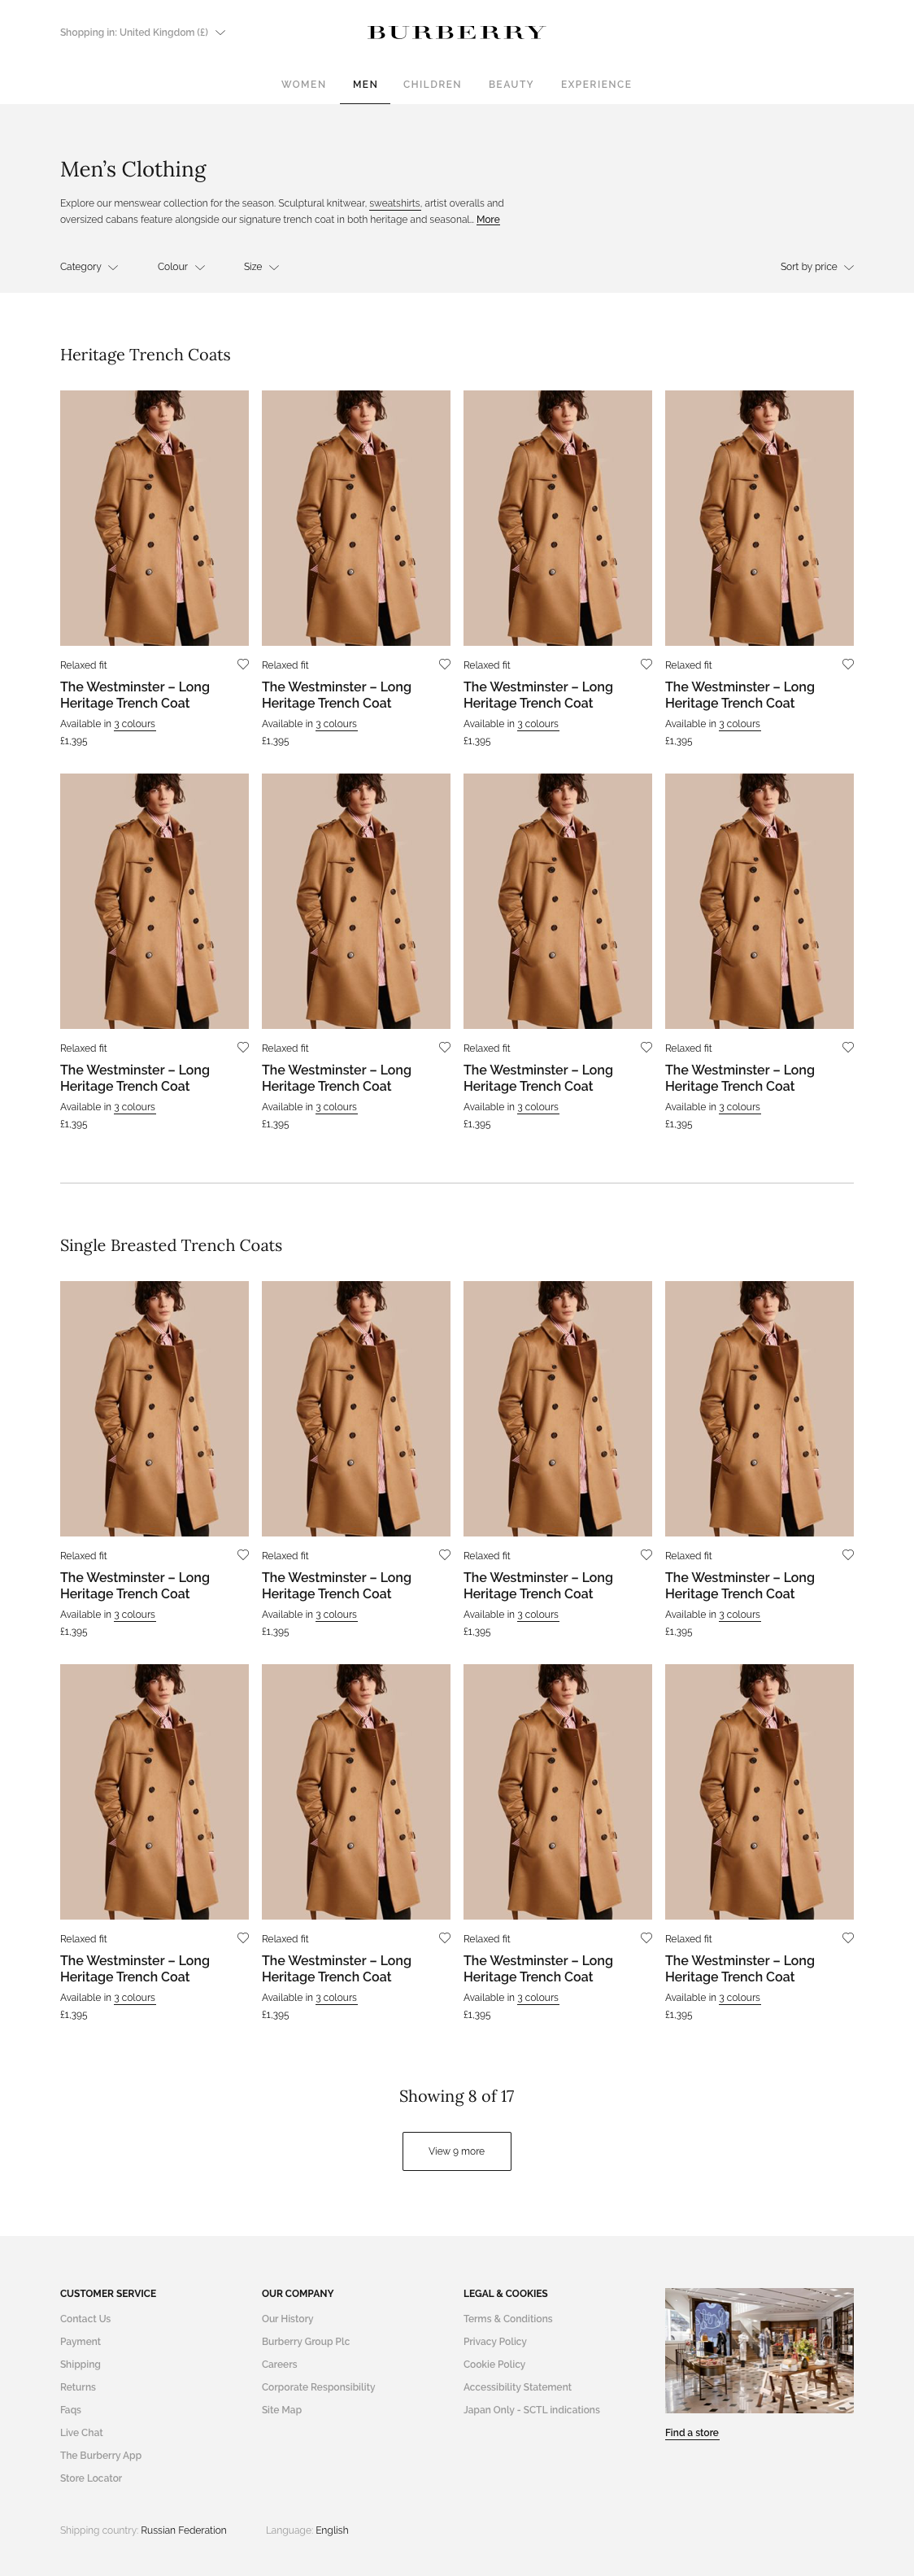 Shopping in: United Kingdom (£)
BURBERRY
WOMEN MEN CHILDREN BEAUTY EXPERIENCE
Men’s Clothing
Explore our menswear collection for the season. Sculptural knitwear, sweatshirts, artist overalls and
oversized cabans feature alongside our signature trench coat in both heritage and seasonal... More
Category Colour Size Sort by price
Heritage Trench Coats
Relaxed fit Relaxed fit Relaxed fit Relaxed fit
The Westminster – Long The Westminster – Long The Westminster – Long The Westminster – Long
Heritage Trench Coat Heritage Trench Coat Heritage Trench Coat Heritage Trench Coat
Available in 3 colours Available in 3 colours Available in 3 colours Available in 3 colours
£1,395 £1,395 £1,395 £1,395
Relaxed fit Relaxed fit Relaxed fit Relaxed fit
The Westminster – Long The Westminster – Long The Westminster – Long The Westminster – Long
Heritage Trench Coat Heritage Trench Coat Heritage Trench Coat Heritage Trench Coat
Available in 3 colours Available in 3 colours Available in 3 colours Available in 3 colours
£1,395 £1,395 £1,395 £1,395
Single Breasted Trench Coats
Relaxed fit Relaxed fit Relaxed fit Relaxed fit
The Westminster – Long The Westminster – Long The Westminster – Long The Westminster – Long
Heritage Trench Coat Heritage Trench Coat Heritage Trench Coat Heritage Trench Coat
Available in 3 colours Available in 3 colours Available in 3 colours Available in 3 colours
£1,395 £1,395 £1,395 £1,395
Relaxed fit Relaxed fit Relaxed fit Relaxed fit
The Westminster – Long The Westminster – Long The Westminster – Long The Westminster – Long
Heritage Trench Coat Heritage Trench Coat Heritage Trench Coat Heritage Trench Coat
Available in 3 colours Available in 3 colours Available in 3 colours Available in 3 colours
£1,395 £1,395 £1,395 £1,395
Showing 8 of 17
View 9 more
CUSTOMER SERVICE
Contact Us
Payment
Shipping
Returns
Faqs
Live Chat
The Burberry App
Store Locator
OUR COMPANY
Our History
Burberry Group Plc
Careers
Corporate Responsibility
Site Map
LEGAL & COOKIES
Terms & Conditions
Privacy Policy
Cookie Policy
Accessibility Statement
Japan Only - SCTL indications
Find a store
Shipping country: Russian Federation Language: English